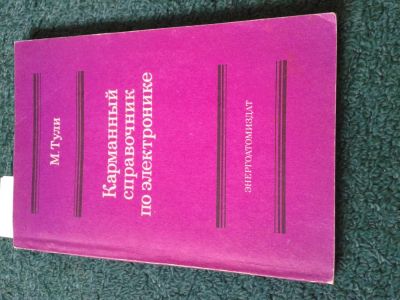 М. Тули
Карманный
справочник
по электронике
ЭНЕРГОАТОМИЗДАТ